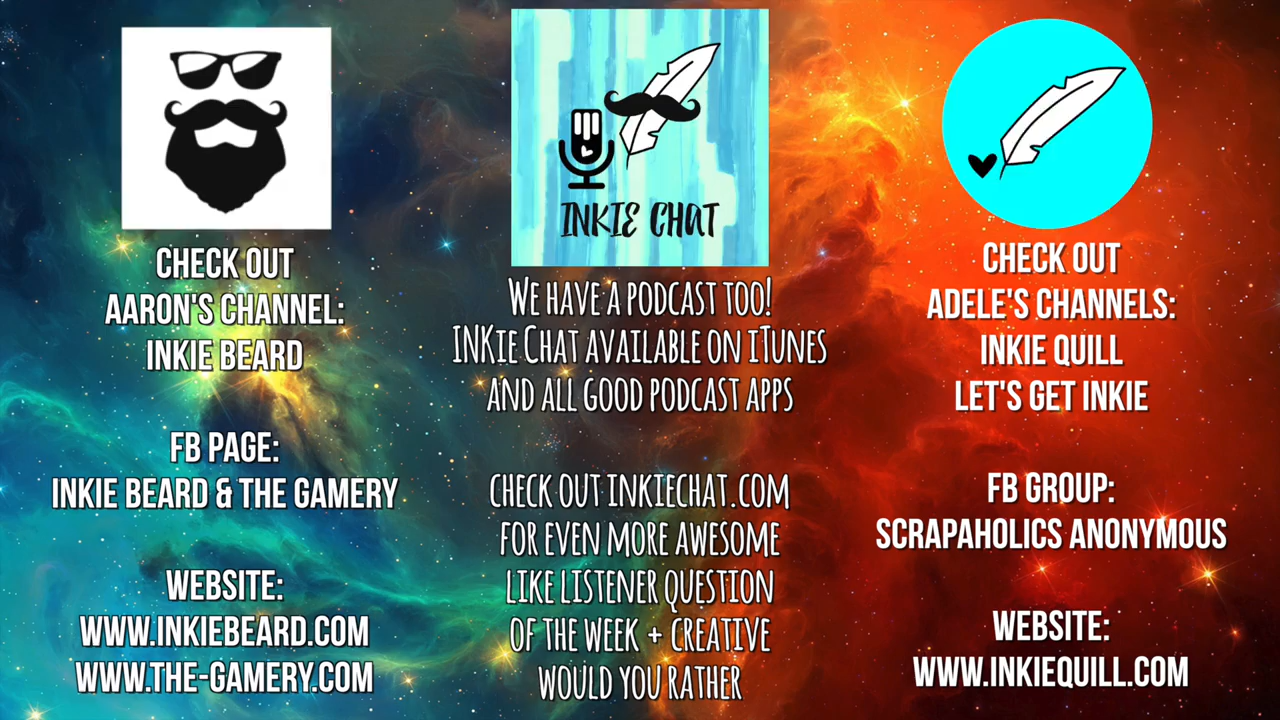 CHECK OUT
AARON'S CHANNEL:
INKIE BEARD
FB PAGE:
INKIE BEARD & THE GAMERY
WEBSITE:
WWW.INKIEBEARD.COM
WWW.THE-GAMERY.COM
INKIE CHAT
WE HAVE A PODCAST TOO!
INKIE CHAT AVAILABLE ON ITUNES
AND ALL GOOD PODCAST APPS
CHECK OUT INKIECHAT.COM
FOR EVEN MORE AWESOME
LIKE LISTENER QUESTION
OF THE WEEK + CREATIVE
WOULD YOU RATHER
CHECK OUT
ADELE'S CHANNELS:
INKIE QUILL
LET'S GET INKIE
FB GROUP:
SCRAPAHOLICS ANONYMOUS
WEBSITE:
WWW.INKIEQUILL.COM